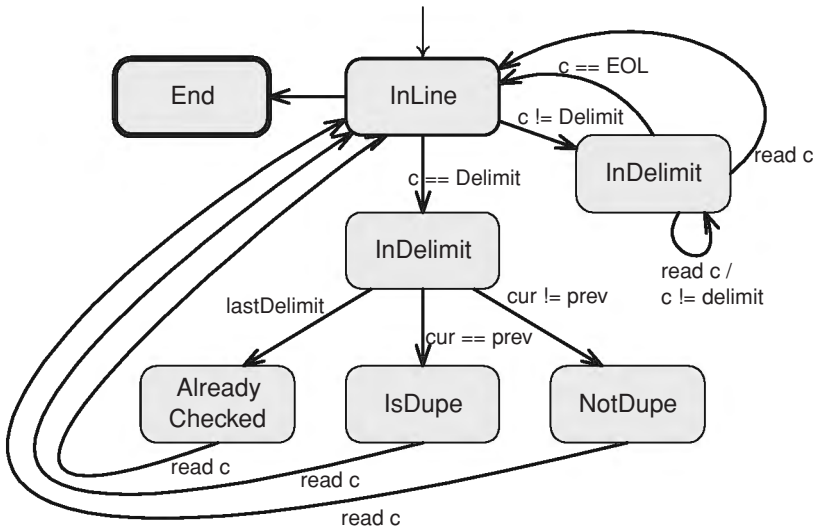 c == EOL
End
InLine
c != Delimit
read c
InDelimit
c == Delimit
InDelimit
read c /
c != delimit
lastDelimit
cur != prev
cur == prev
Already
Checked
IsDupe
NotDupe
read c
read c
read c